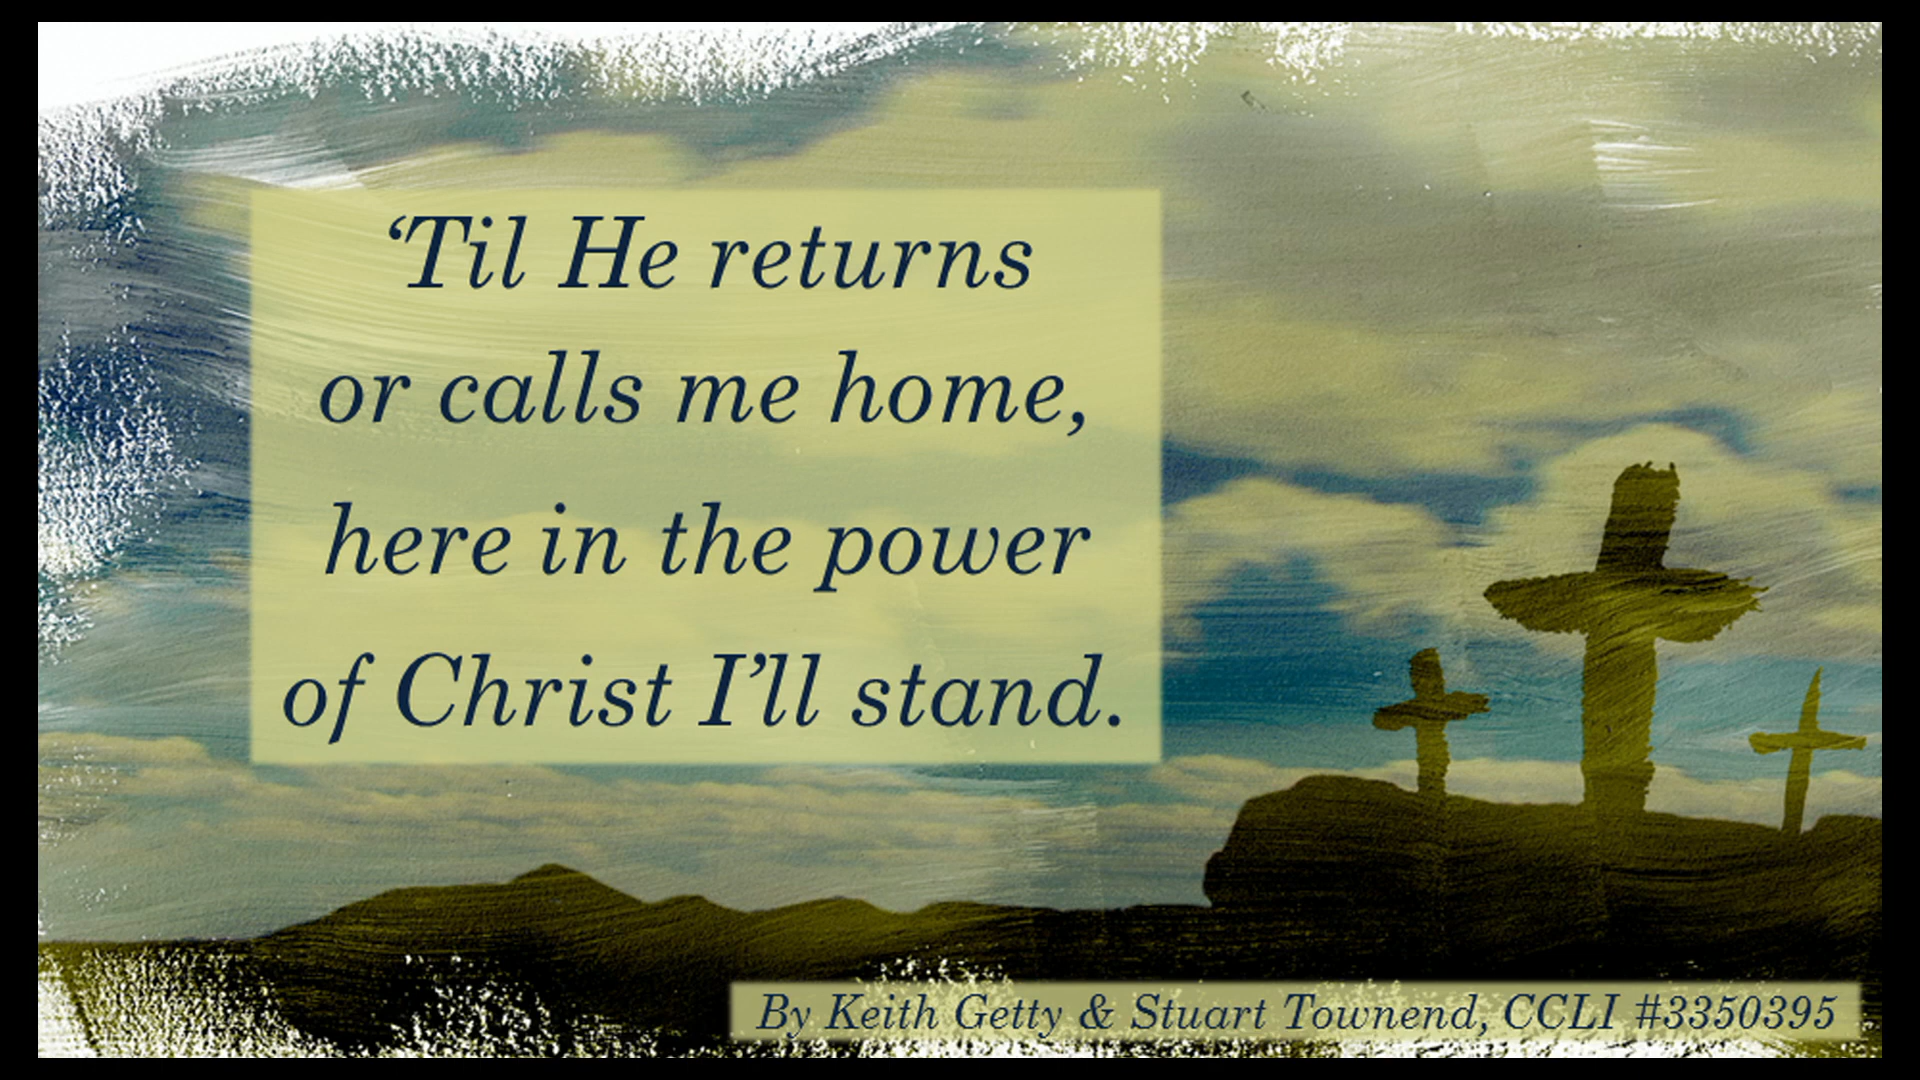 ‘Til He returns
or calls me home,
here in the power
of Christ I’ll stand.
By Keith Getty & Stuart Townend, CCLI #3350395